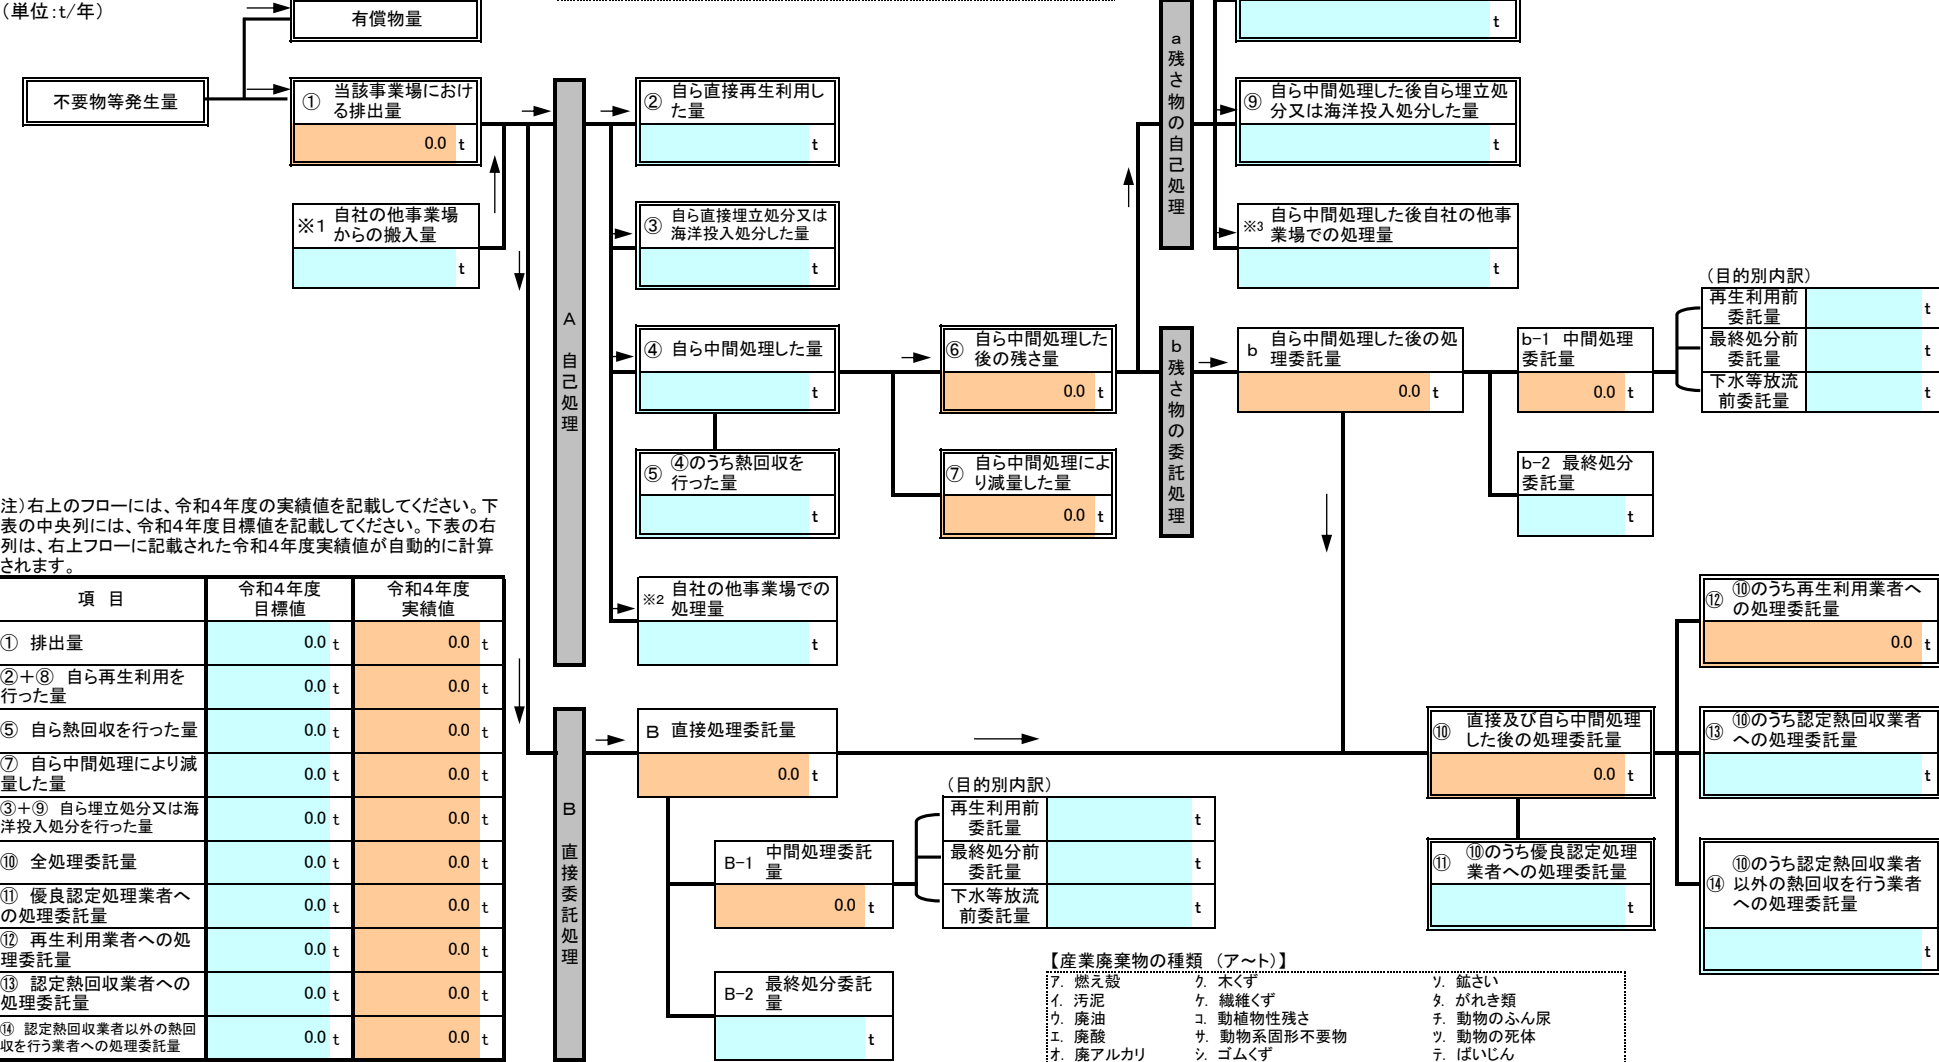 (単位:t/年)
有償物量
不要物等発生量
① 当該事業場におけ
る排出量
0.0 t
※1 自社の他事業場
からの搬入量
t
A 自己処理
② 自ら直接再生利用し
た量
t
③ 自ら直接埋立処分又は
海洋投入処分した量
t
④ 自ら中間処理した量
t
⑤ ④のうち熱回収を
行った量
t
※2 自社の他事業場での
処理量
t
⑥ 自ら中間処理した
後の残さ量
0.0 t
⑦ 自ら中間処理によ
り減量した量
0.0 t
a 残さ物の自己処理
t
⑨ 自ら中間処理した後自ら埋立処
分又は海洋投入処分した量
t
※3 自ら中間処理した後自社の他事
業場での処理量
t
b 残さ物の委託処理
b 自ら中間処理した後の処
理委託量
0.0 t
b-1 中間処理
委託量
0.0 t
(目的別内訳)
再生利用前
委託量
t
最終処分前
委託量
t
下水等放流
前委託量
t
b-2 最終処分
委託量
t
注)右上のフローには、令和4年度の実績値を記載してください。下
表の中央列には、令和4年度目標値を記載してください。下表の右
列は、右上フローに記載された令和4年度実績値が自動的に計算
されます。
項 目
令和4年度
目標値
令和4年度
実績値
① 排出量
0.0 t
0.0 t
②+⑧ 自ら再生利用を
行った量
0.0 t
0.0 t
⑤ 自ら熱回収を行った量
0.0 t
0.0 t
⑦ 自ら中間処理により減
量した量
0.0 t
0.0 t
③+⑨ 自ら埋立処分又は海
洋投入処分を行った量
0.0 t
0.0 t
⑩ 全処理委託量
0.0 t
0.0 t
⑪ 優良認定処理業者へ
の処理委託量
0.0 t
0.0 t
⑫ 再生利用業者への処
理委託量
0.0 t
0.0 t
⑬ 認定熱回収業者への
処理委託量
0.0 t
0.0 t
⑭ 認定熱回収業者以外の熱回
収を行う業者への処理委託量
0.0 t
0.0 t
B 直接委託処理
B 直接処理委託量
0.0 t
B-1 中間処理委託
量
0.0 t
(目的別内訳)
再生利用前
委託量
t
最終処分前
委託量
t
下水等放流
前委託量
t
B-2 最終処分委託
量
t
⑩ 直接及び自ら中間処理
した後の処理委託量
0.0 t
⑪ ⑩のうち優良認定処理
業者への処理委託量
t
⑫ ⑩のうち再生利用業者へ
の処理委託量
0.0 t
⑬ ⑩のうち認定熱回収業者
への処理委託量
t
⑭ ⑩のうち認定熱回収業者
以外の熱回収を行う業者
への処理委託量
t
【産業廃棄物の種類 (ア~ト)】
ア. 燃え殻 ク. 木くず ソ. 鉱さい
イ. 汚泥 ケ. 繊維くず タ. がれき類
ウ. 廃油 コ. 動植物性残さ チ. 動物のふん尿
エ. 廃酸 サ. 動物系固形不要物 ツ. 動物の死体
オ. 廃アルカリ シ. ゴムくず テ. ばいじん